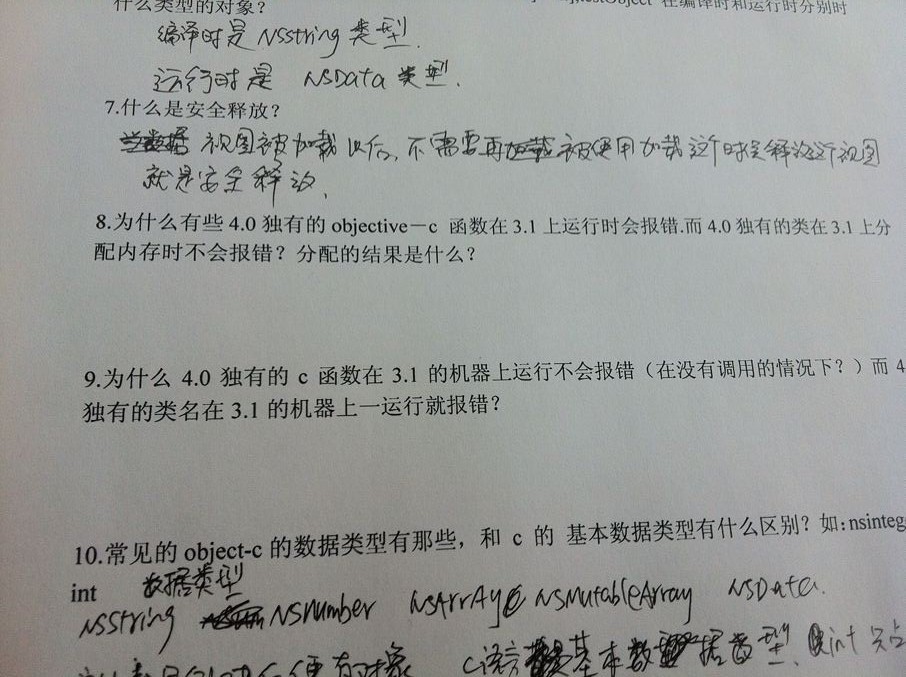 什么类型的对象？ testObject 在编译时和运行时分别时
编译时是 NSString 类型.
运行时是 NSData 类型.
7.什么是安全释放？
视图被加载以后,不需要再被使用加载这个时候释放这个视图
就是安全释放.
8.为什么有些 4.0 独有的 objective－c 函数在 3.1 上运行时会报错.而 4.0 独有的类在 3.1 上分
配内存时不会报错？分配的结果是什么？
9.为什么 4.0 独有的 c 函数在 3.1 的机器上运行不会报错（在没有调用的情况下？）而 4
独有的类名在 3.1 的机器上一运行就报错？
10.常见的 object-c 的数据类型有那些，和 c 的 基本数据类型有什么区别？如：nsinteg
int 数据类型
NSString NSnumber NSArrAy NSMutableArray NSData.
C语言基本数据类型. int 只占